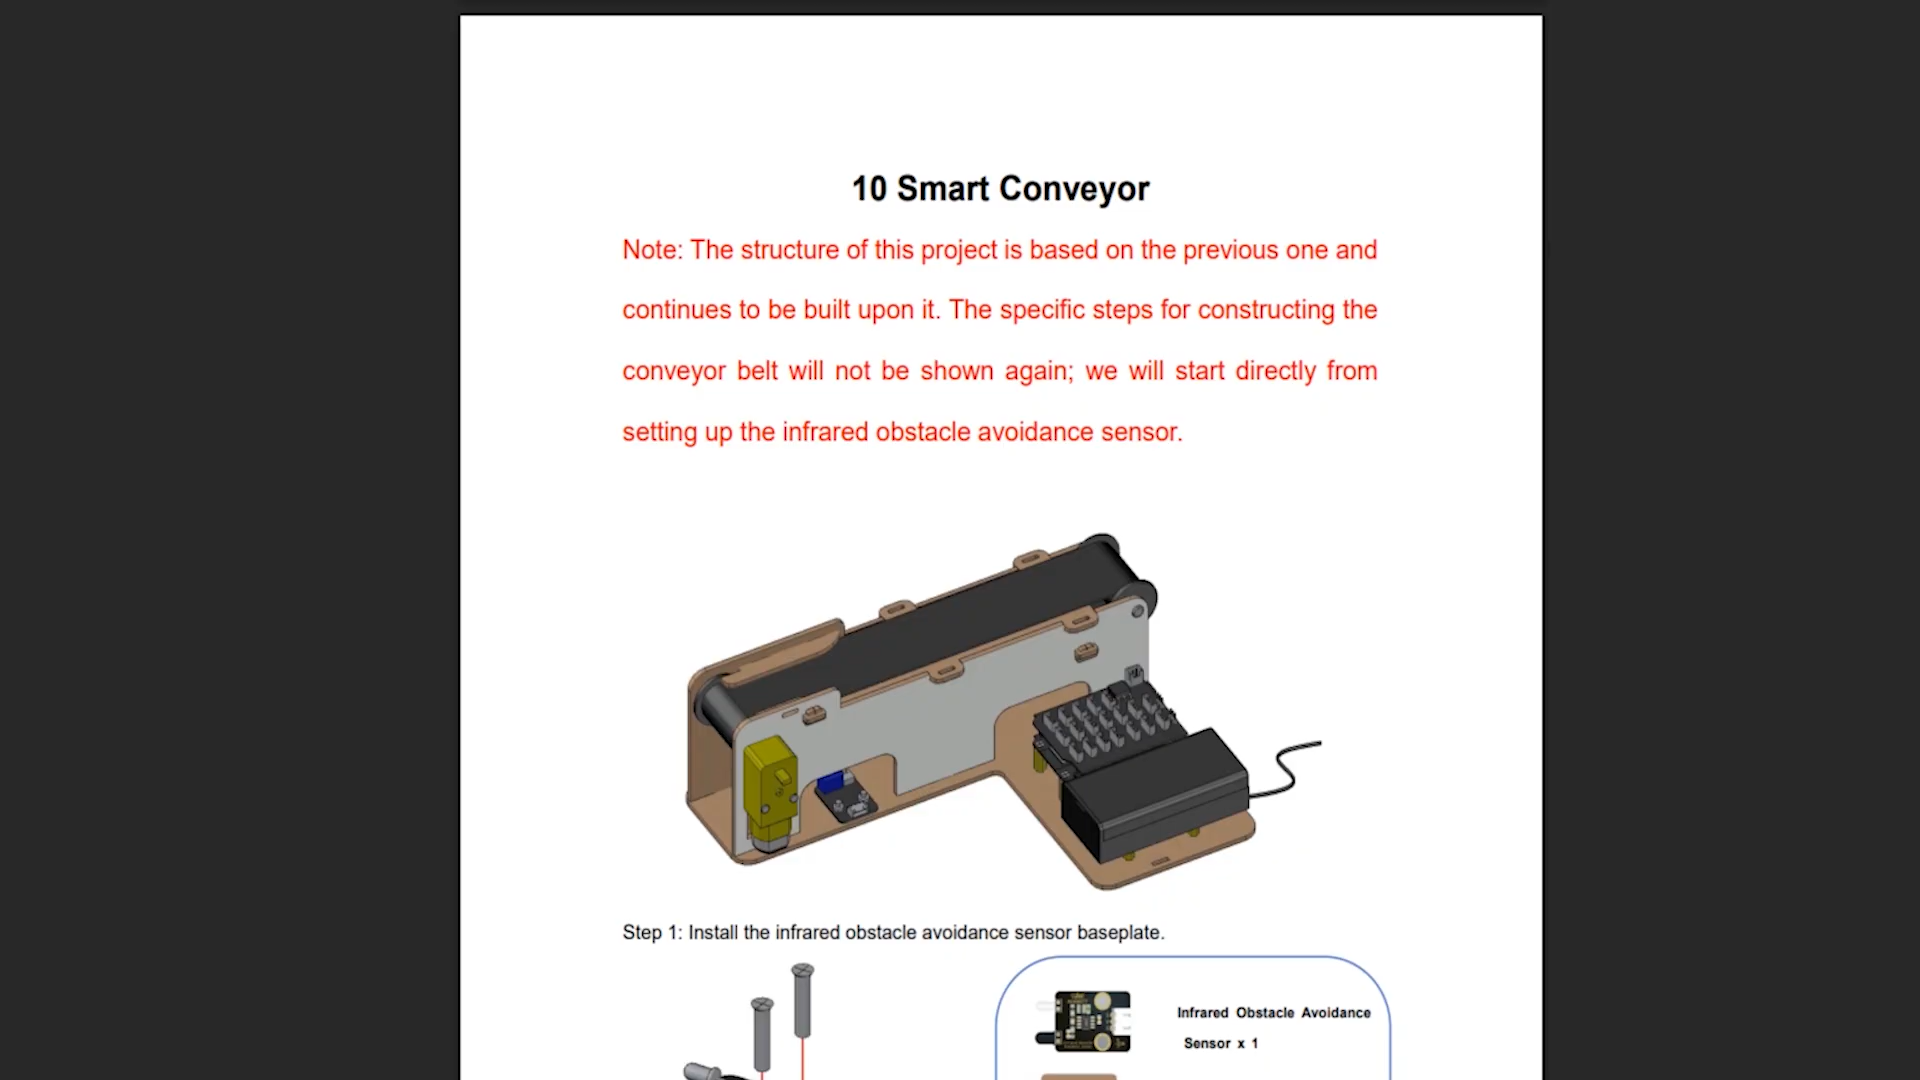 10 Smart Conveyor
Note: The structure of this project is based on the previous one and
continues to be built upon it. The specific steps for constructing the
conveyor belt will not be shown again; we will start directly from
setting up the infrared obstacle avoidance sensor.
Step 1: Install the infrared obstacle avoidance sensor baseplate.
Infrared Obstacle Avoidance
Sensor x 1